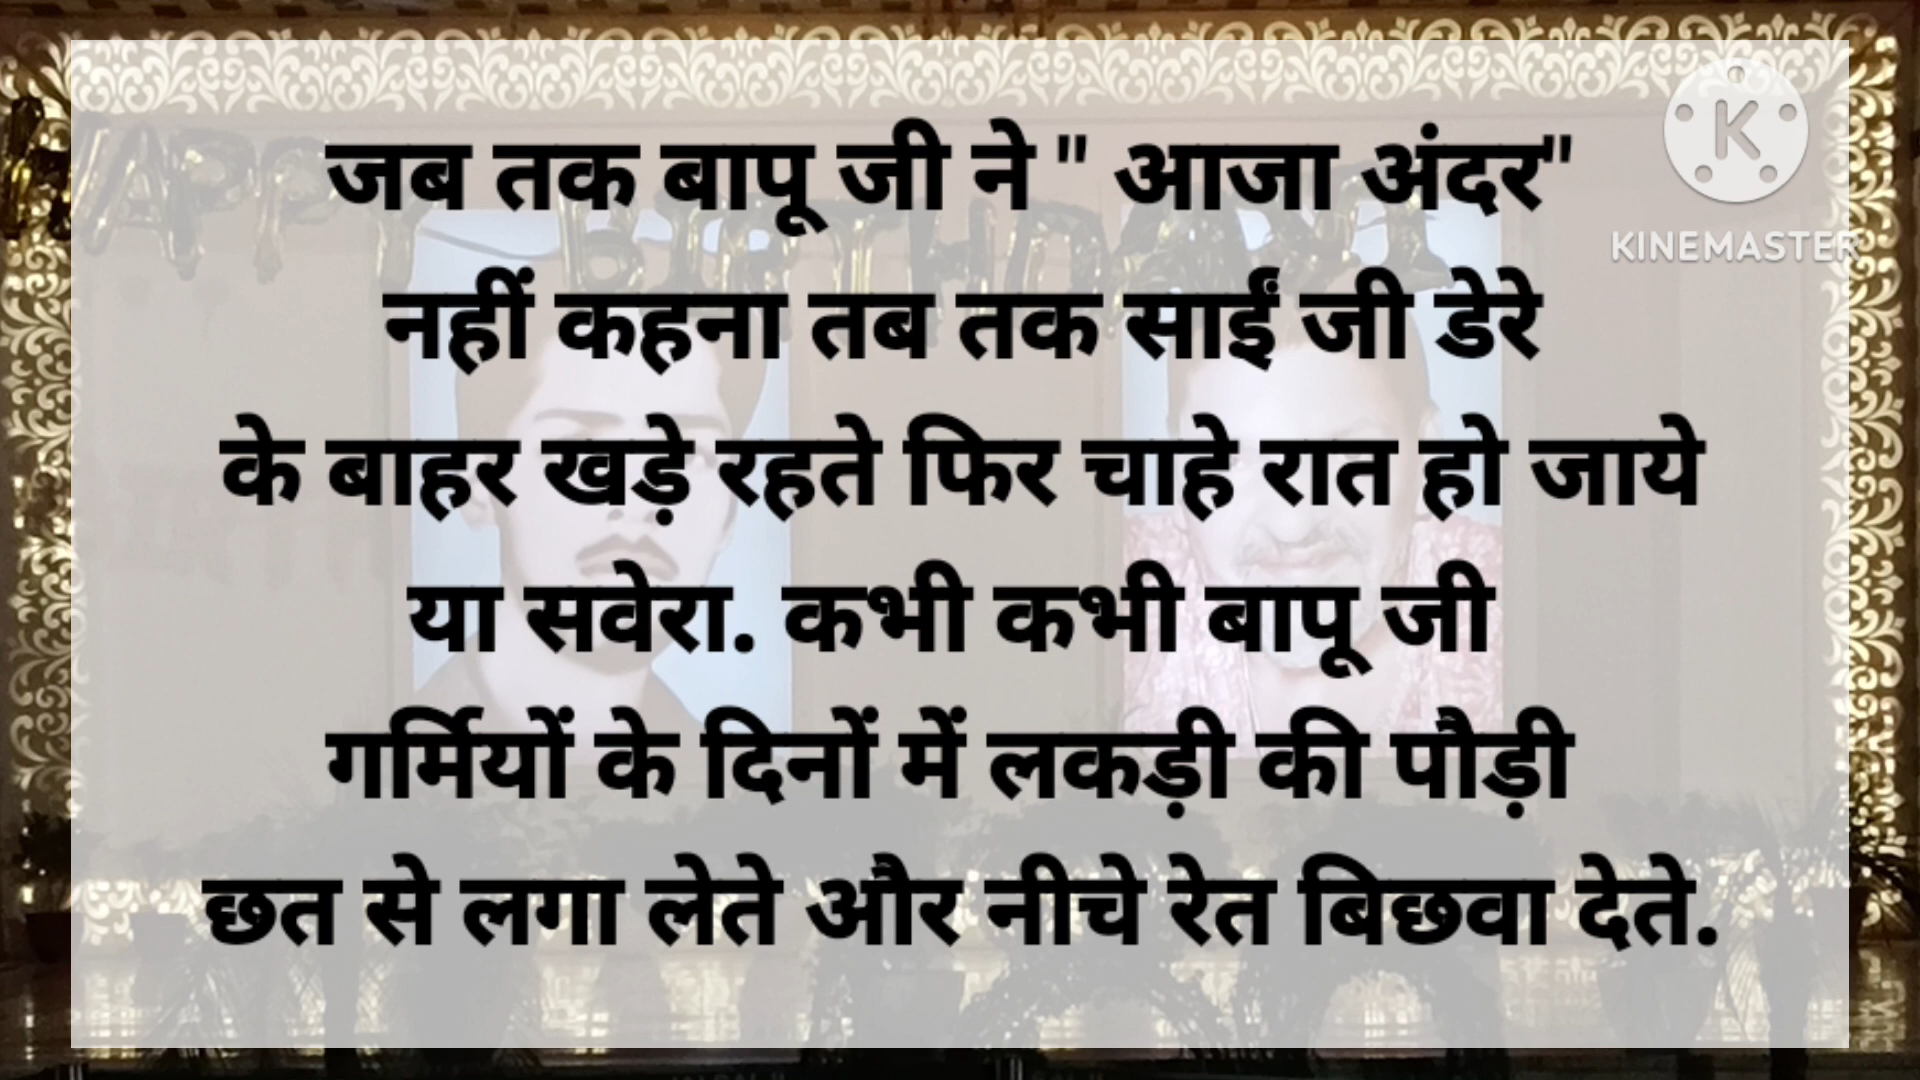 जब तक बापू जी ने " आजा अंदर"
नहीं कहना तब तक साईं जी डेरे
के बाहर खड़े रहते फिर चाहे रात हो जाये
या सवेरा. कभी कभी बापू जी
गर्मियों के दिनों में लकड़ी की पौड़ी
छत से लगा लेते और नीचे रेत बिछवा देते.
K
KINEMASTER